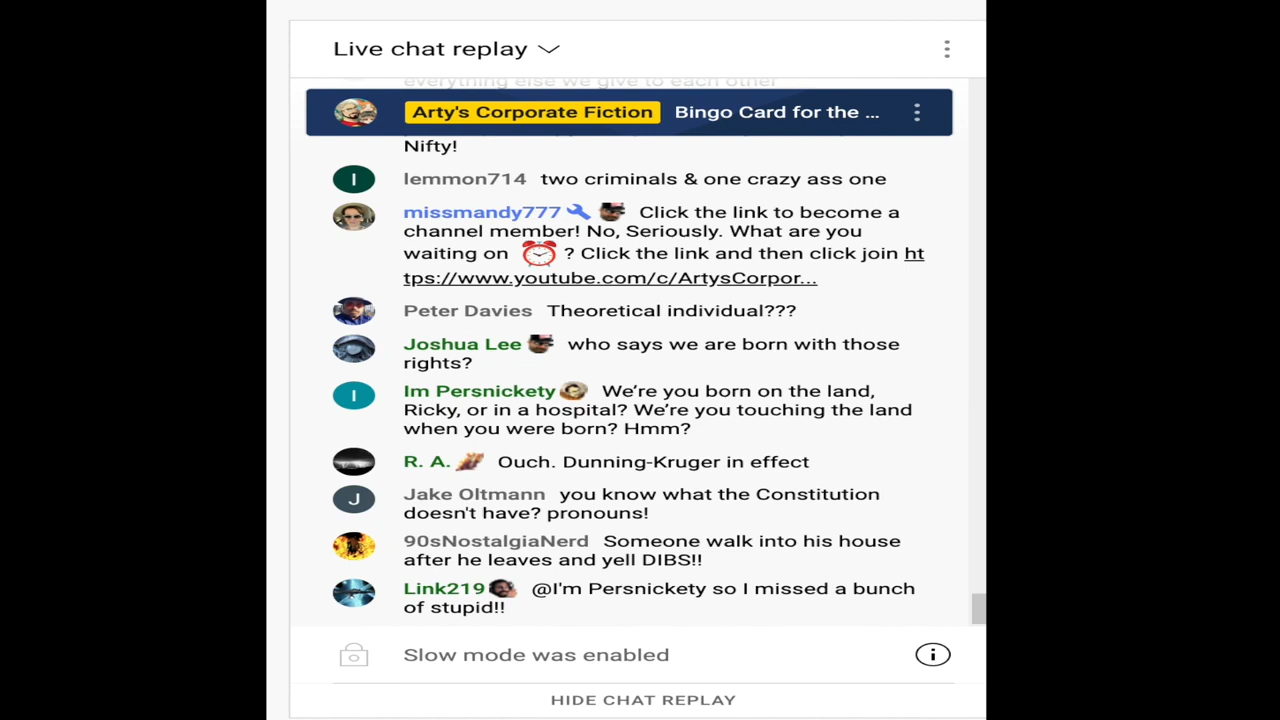 Live chat replay
everything else we give to each other
Arty's Corporate Fiction Bingo Card for the ...
Nifty!
lemmon714 two criminals & one crazy ass one
missmandy777 Click the link to become a
channel member! No, Seriously. What are you
waiting on ? Click the link and then click join ht
tps://www.youtube.com/c/ArtysCorpor...
Peter Davies Theoretical individual???
Joshua Lee who says we are born with those
rights?
I Im Persnickety We’re you born on the land,
Ricky, or in a hospital? We’re you touching the land
when you were born? Hmm?
R. A. Ouch. Dunning-Kruger in effect
J Jake Oltmann you know what the Constitution
doesn't have? pronouns!
90sNostalgiaNerd Someone walk into his house
after he leaves and yell DIBS!!
Link219 @I'm Persnickety so I missed a bunch
of stupid!!
Slow mode was enabled
HIDE CHAT REPLAY